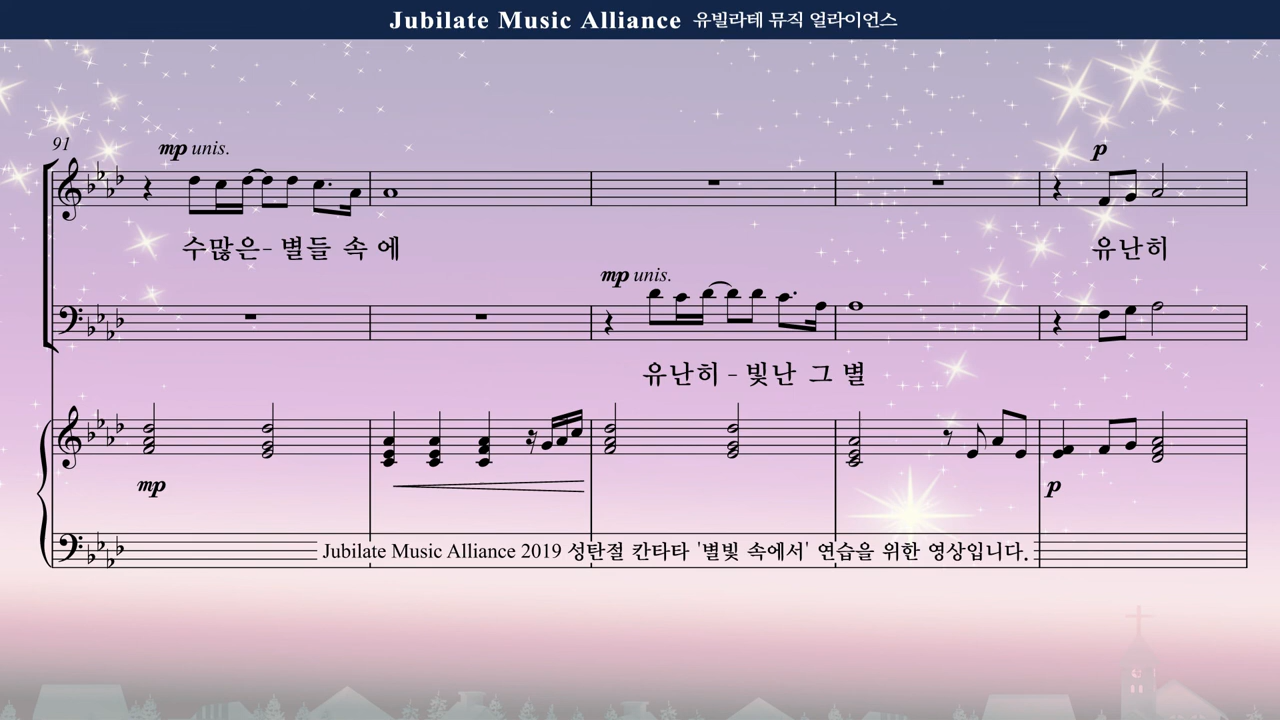 Jubilate Music Alliance 유빌라테 뮤직 얼라이언스
91
mp unis.
p
수많은- 별들 속 에
유난히
mp unis.
유난히 - 빛난 그 별
mp
p
Jubilate Music Alliance 2019 성탄절 칸타타 '별빛 속에서' 연습을 위한 영상입니다.